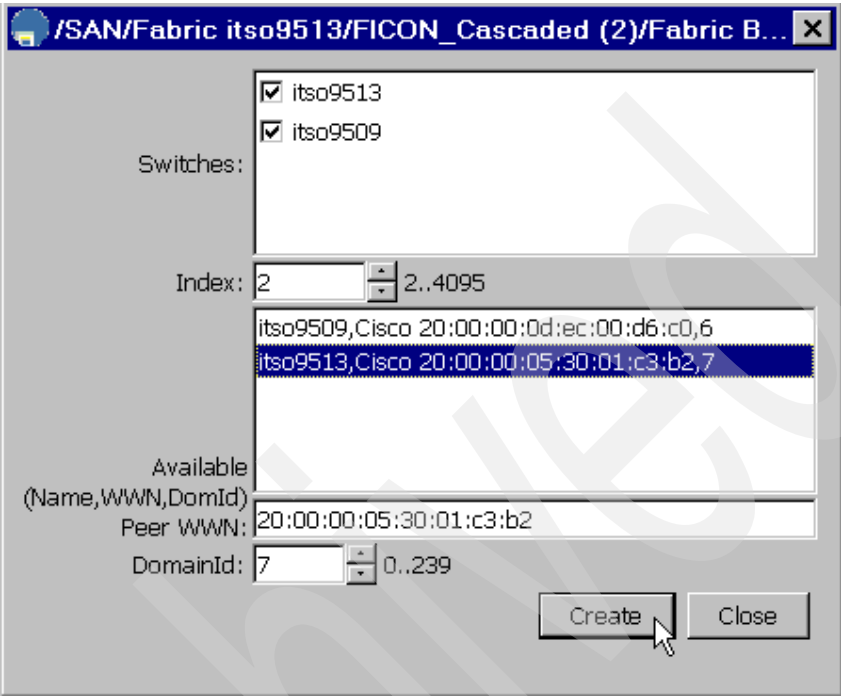 /SAN/Fabric itso9513/FICON_Cascaded (2)/Fabric B...
itso9513
itso9509
Switches:
Index: 2 2..4095
itso9509,Cisco 20:00:00:0d:ec:00:d6:c0,6
itso9513,Cisco 20:00:00:05:30:01:c3:b2,7
Available
(Name,WWN,DomId)
Peer WWN: 20:00:00:05:30:01:c3:b2
DomainId: 7 0..239
Create Close